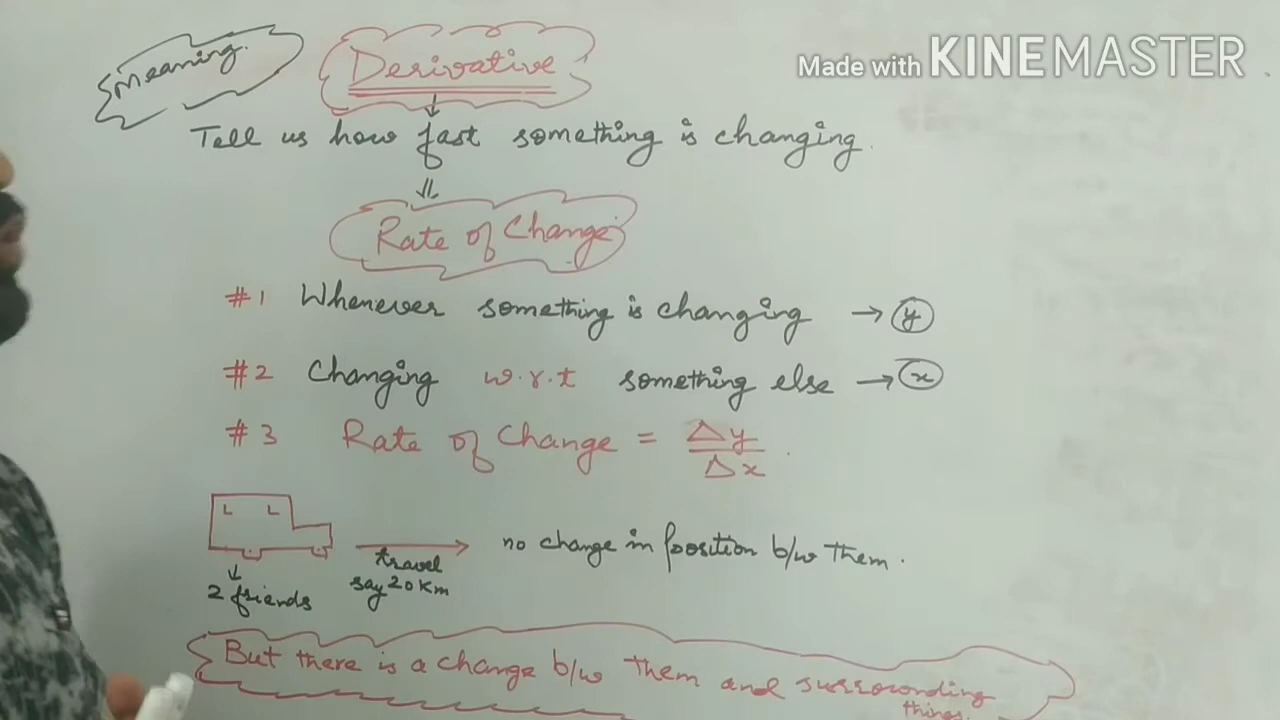 Meaning.
Derivative
Made with KINEMASTER
Tell us how fast something is changing.
Rate of Change
#1 Whenever something is changing → y
#2 Changing w.r.t something else → x
#3 Rate of Change = Δy/Δx.
L L
travel
say 20 Km
no change in position b/w them.
2 friends
But there is a change b/w them and surrounding
things.